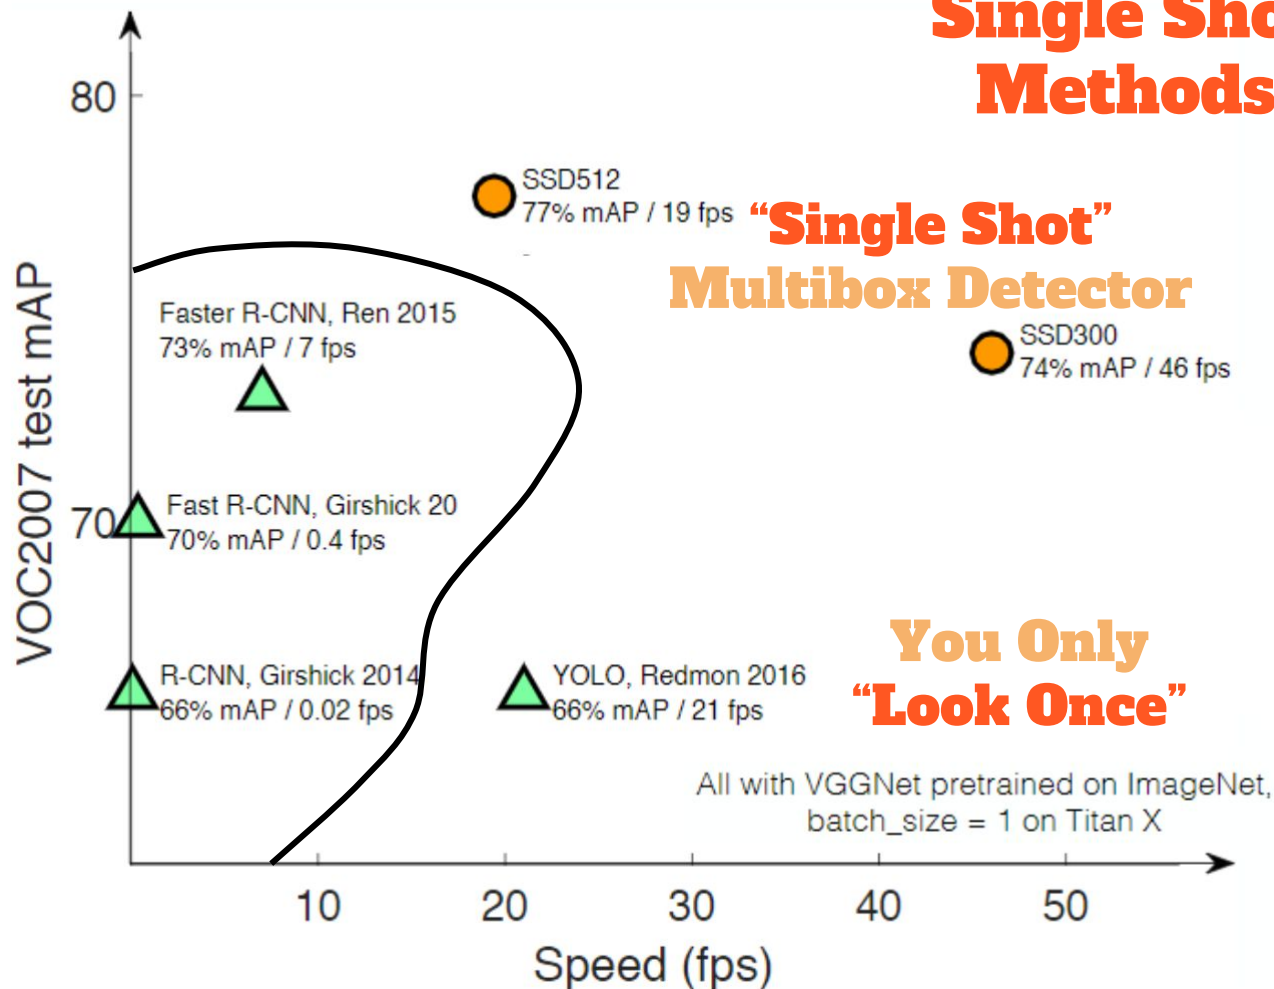 Single Sho
Methods
80
SSD512
77% mAP / 19 fps
“Single Shot”
Multibox Detector
SSD300
74% mAP / 46 fps
Faster R-CNN, Ren 2015
73% mAP / 7 fps
VOC2007 test mAP
70
Fast R-CNN, Girshick 20
70% mAP / 0.4 fps
R-CNN, Girshick 2014
66% mAP / 0.02 fps
YOLO, Redmon 2016
66% mAP / 21 fps
You Only
“Look Once”
All with VGGNet pretrained on ImageNet,
batch_size = 1 on Titan X
10 20 30 40 50
Speed (fps)